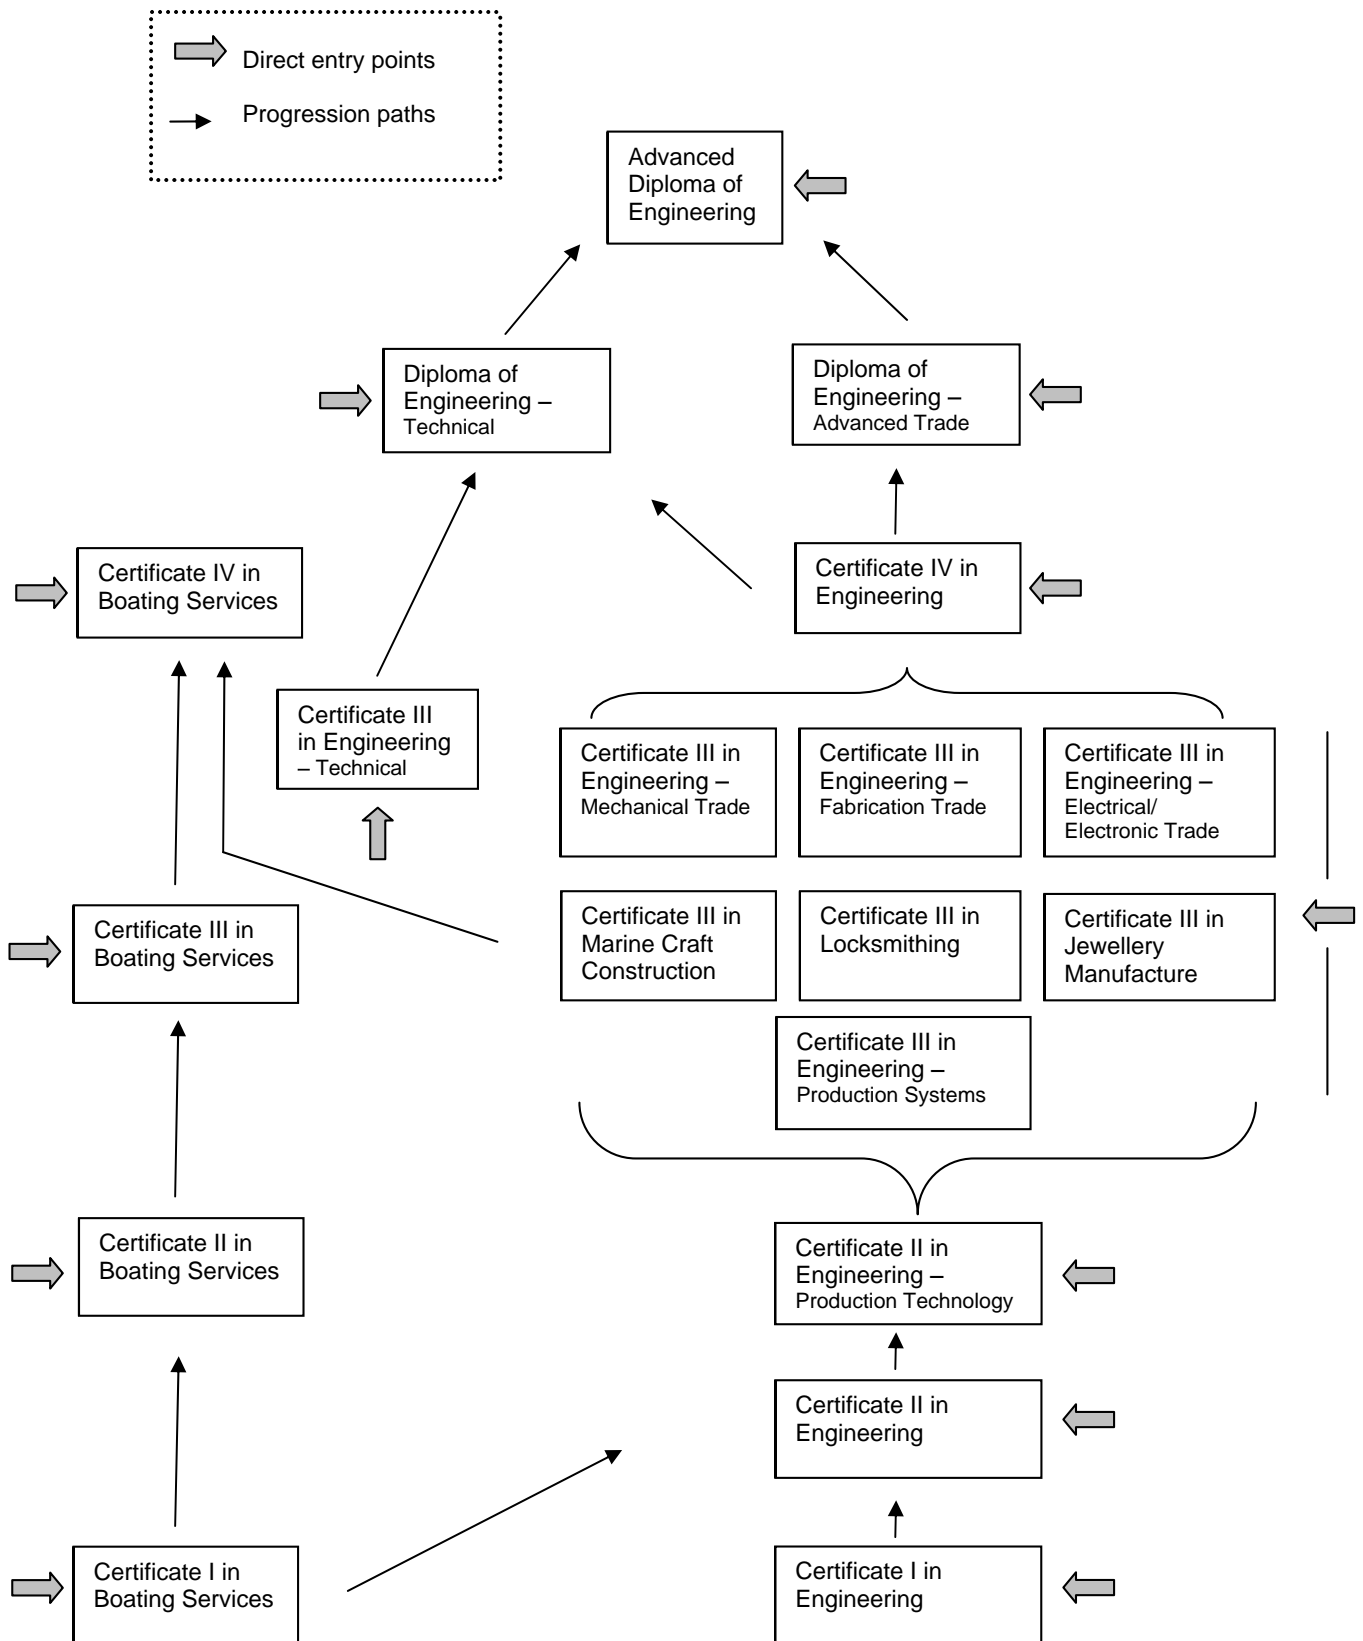 Direct entry points
Progression paths
Advanced
Diploma of
Engineering
Diploma of
Engineering –
Technical
Diploma of
Engineering –
Advanced Trade
Certificate IV in
Boating Services
Certificate IV in
Engineering
Certificate III
in Engineering
– Technical
Certificate III in
Engineering –
Mechanical Trade
Certificate III in
Engineering –
Fabrication Trade
Certificate III in
Engineering –
Electrical/
Electronic Trade
Certificate III in
Boating Services
Certificate III in
Marine Craft
Construction
Certificate III in
Locksmithing
Certificate III in
Jewellery
Manufacture
Certificate III in
Engineering –
Production Systems
Certificate II in
Boating Services
Certificate II in
Engineering –
Production Technology
Certificate II in
Engineering
Certificate I in
Boating Services
Certificate I in
Engineering